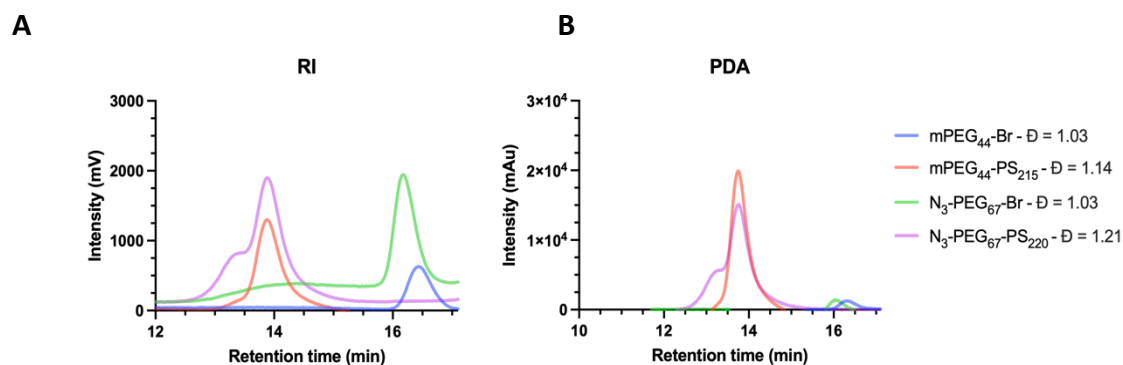 A
B
RI
PDA
Intensity (mV)
3000
2000
1000
0
12
14
16
Retention time (min)
Intensity (mAu)
3×10⁴
2×10⁴
1×10⁴
0
10
12
14
16
Retention time (min)
mPEG₄₄-Br - Đ = 1.03
mPEG₄₄-PS₂₁₅ - Đ = 1.14
N₃-PEG₆₇-Br - Đ = 1.03
N₃-PEG₆₇-PS₂₂₀ - Đ = 1.21